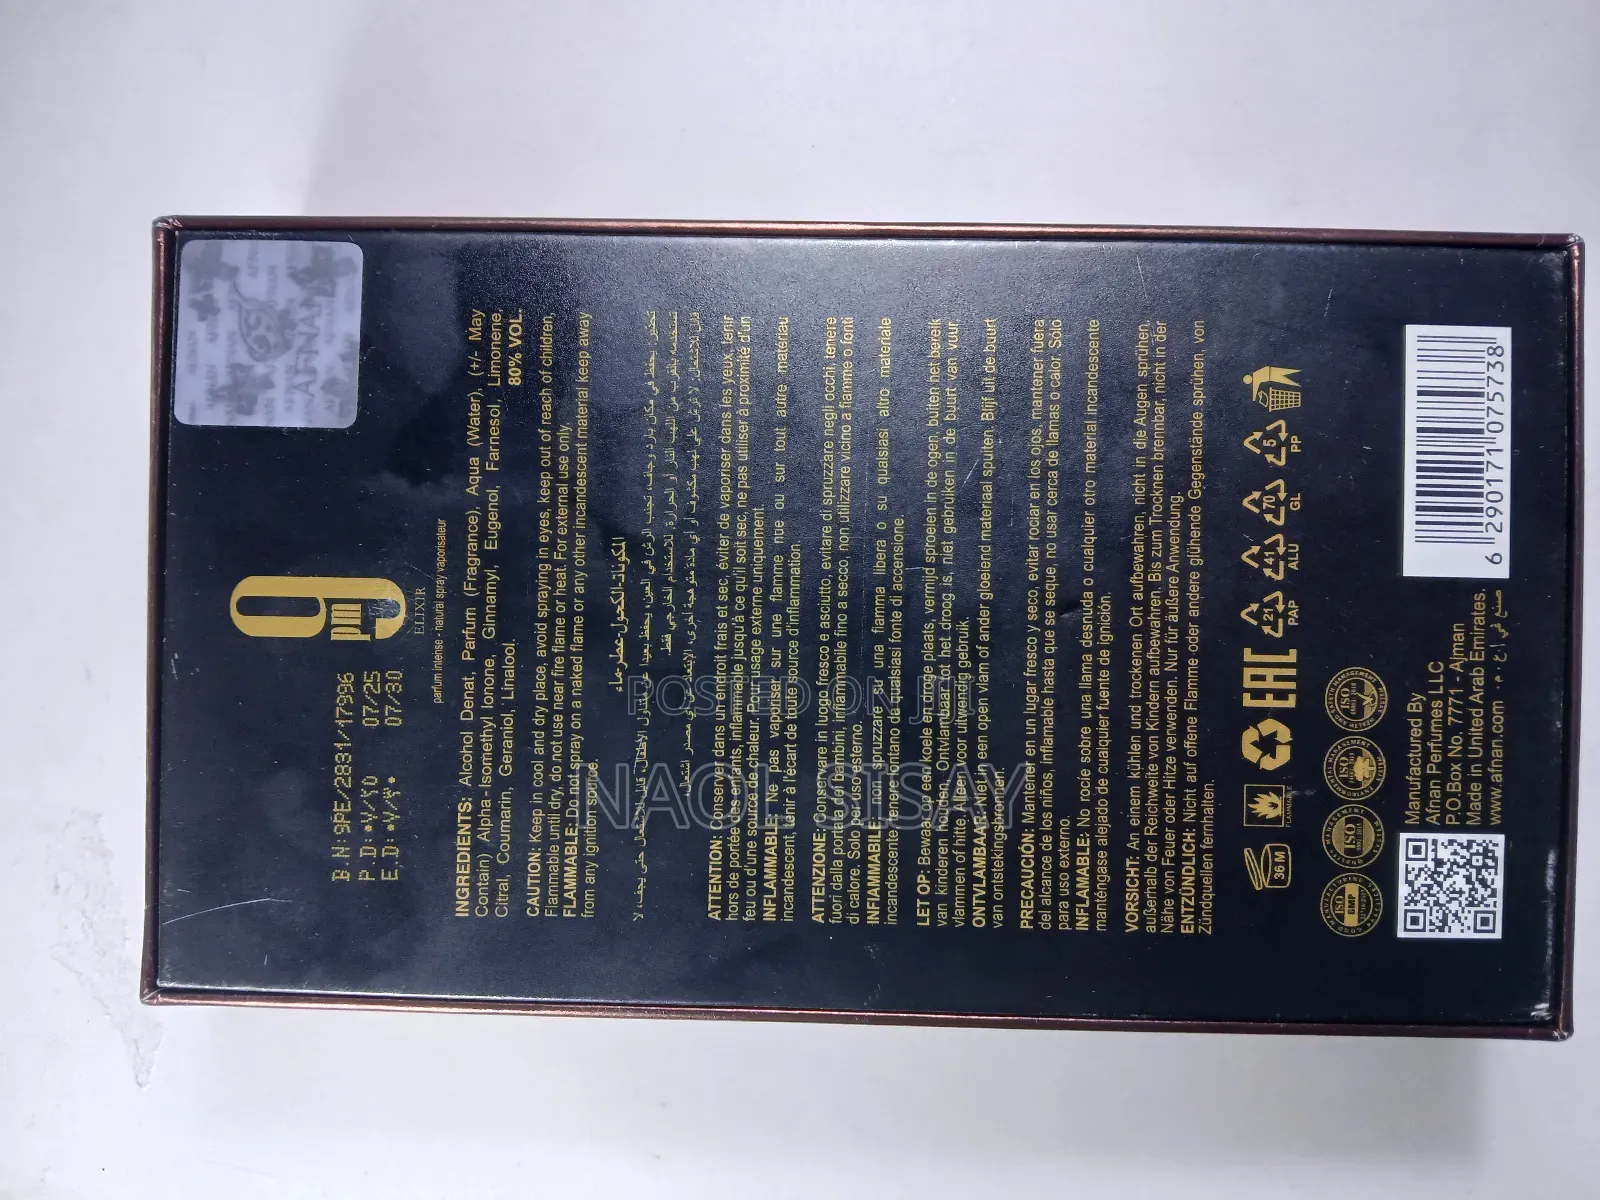 AFNAN
9
pm
ELIXIR
parfum intense - natural spray vaporisateur
B.N: 9PE/2831/1796
P.D: ٠٧/٢٥ 07/25
E.D: ٠٧/٣٠ 07/30
INGREDIENTS: Alcohol Denat, Parfum (Fragrance), Aqua (Water), (+/- May
Contain) Alpha-Isomethyl Ionone, Cinnamyl, Eugenol, Farnesol, Limonene,
Citral, Coumarin, Geraniol, Linalool.
80% VOL.
CAUTION: Keep in cool and dry place, avoid spraying in eyes, keep out of reach of children,
Flammable until dry, do not use near fire flame or heat. For external use only.
FLAMMABLE: Do not spray on a naked flame or any other incandescent material keep away
from any ignition source.
المكونات: الكحول-عطر-ماء
ATTENTION: Conserver dans un endroit frais et sec, éviter de vaporiser dans les yeux, tenir
hors de portée des enfants, inflammable jusqu'à ce qu'il soit sec, ne pas utiliser à proximité d'un
feu ou d'une source de chaleur. Pour usage externe uniquement.
INFLAMMABLE: Ne pas vaporiser sur une flamme nue ou sur tout autre matériau
incandescent, tenir à l'écart de toute source d'inflammation.
ATTENZIONE: Conservare in luogo fresco e asciutto, evitare di spruzzare negli occhi, tenere
fuori dalla portata dei bambini, infiammabile fino a secco non utilizzare vicino a fiamme o fonti
di calore. Solo per uso esterno.
INFIAMMABILE: non spruzzare su una fiamma libera o su qualsiasi altro materiale
incandescente tenere lontano da qualsiasi fonte di accensione.
LET OP: Bewaar op een koele en droge plaats, vermijd sproeien in de ogen, buiten het bereik
van kinderen houden, Ontvlambaar tot het droog is, niet gebruiken in de buurt van vuur
vlammen of hitte. Alleen voor uitwendig gebruik.
ONTVLAMBAAR: Niet op een open vlam of ander gloeiend materiaal spuiten. Blijf uit de buurt
van ontstekingsbronnen.
PRECAUCIÓN: Mantener en un lugar fresco y seco, evitar rociar en los ojos, mantener fuera
del alcance de los niños, inflamable hasta que se seque, no usar cerca de llamas o calor. Solo
para uso externo.
INFLAMABLE: No rocíe sobre una llama desnuda o cualquier otro material incandescente
manténgase alejado de cualquier fuente de ignición.
VORSICHT: An einem kühlen und trockenen Ort aufbewahren, nicht in die Augen sprühen,
außerhalb der Reichweite von Kindern aufbewahren. Bis zum Trocknen brennbar, nicht in der
Nähe von Feuer oder Hitze verwenden. Nur für äußere Anwendung.
ENTZÜNDLICH: Nicht auf offene Flamme oder andere glühende Gegenstände sprühen, von
Zündquellen fernhalten.
36 M
EAC
21
PAP
41
ALU
70
GL
5
PP
ISO
GMP
ISO
ISO
ISO
Manufactured By
Afnan Perfumes LLC
P.O.Box No. 7771 - Ajman
Made in United Arab Emirates.
www.afnan.com صنع في إ.ع.م
6 290171 075738
POSTED ON JIJI
NAOL SISAY